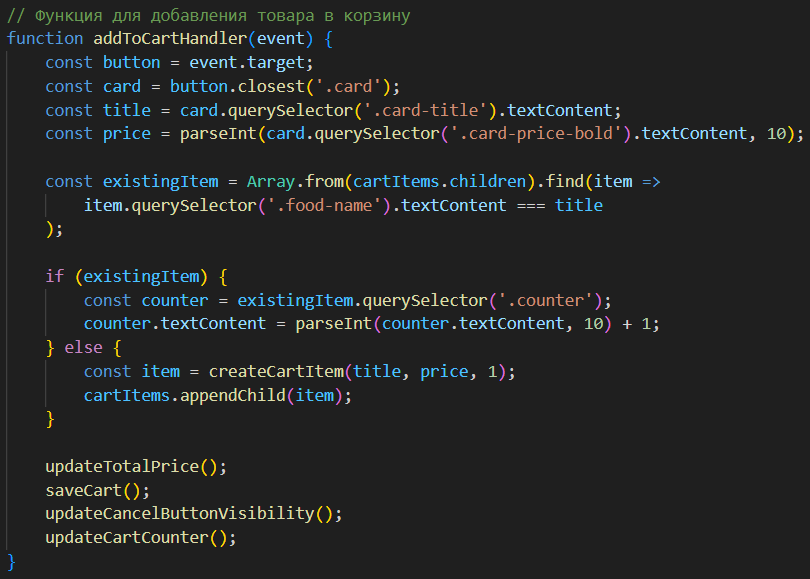 // Функция для добавления товара в корзину
function addToCartHandler(event) {
    const button = event.target;
    const card = button.closest('.card');
    const title = card.querySelector('.card-title').textContent;
    const price = parseInt(card.querySelector('.card-price-bold').textContent, 10);

    const existingItem = Array.from(cartItems.children).find(item =>
        item.querySelector('.food-name').textContent === title
    );

    if (existingItem) {
        const counter = existingItem.querySelector('.counter');
        counter.textContent = parseInt(counter.textContent, 10) + 1;
    } else {
        const item = createCartItem(title, price, 1);
        cartItems.appendChild(item);
    }

    updateTotalPrice();
    saveCart();
    updateCancelButtonVisibility();
    updateCartCounter();
}